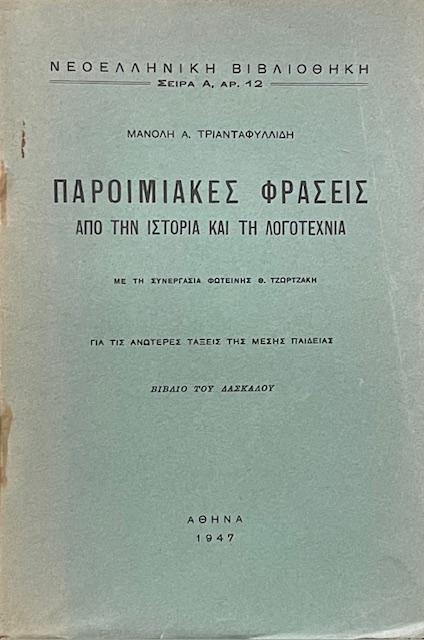 ΝΕΟΕΛΛΗΝΙΚΗ ΒΙΒΛΙΟΘΗΚΗ
ΣΕΙΡΑ Α, ΑΡ. 12
ΜΑΝΟΛΗ Α. ΤΡΙΑΝΤΑΦΥΛΛΙΔΗ
ΠΑΡΟΙΜΙΑΚΕΣ ΦΡΑΣΕΙΣ
ΑΠΟ ΤΗΝ ΙΣΤΟΡΙΑ ΚΑΙ ΤΗ ΛΟΓΟΤΕΧΝΙΑ
ΜΕ ΤΗ ΣΥΝΕΡΓΑΣΙΑ ΦΩΤΕΙΝΗΣ Θ. ΤΖΩΡΤΖΑΚΗ
ΓΙΑ ΤΙΣ ΑΝΩΤΕΡΕΣ ΤΑΞΕΙΣ ΤΗΣ ΜΕΣΗΣ ΠΑΙΔΕΙΑΣ
ΒΙΒΛΙΟ ΤΟΥ ΔΑΣΚΑΛΟΥ
ΑΘΗΝΑ
1947